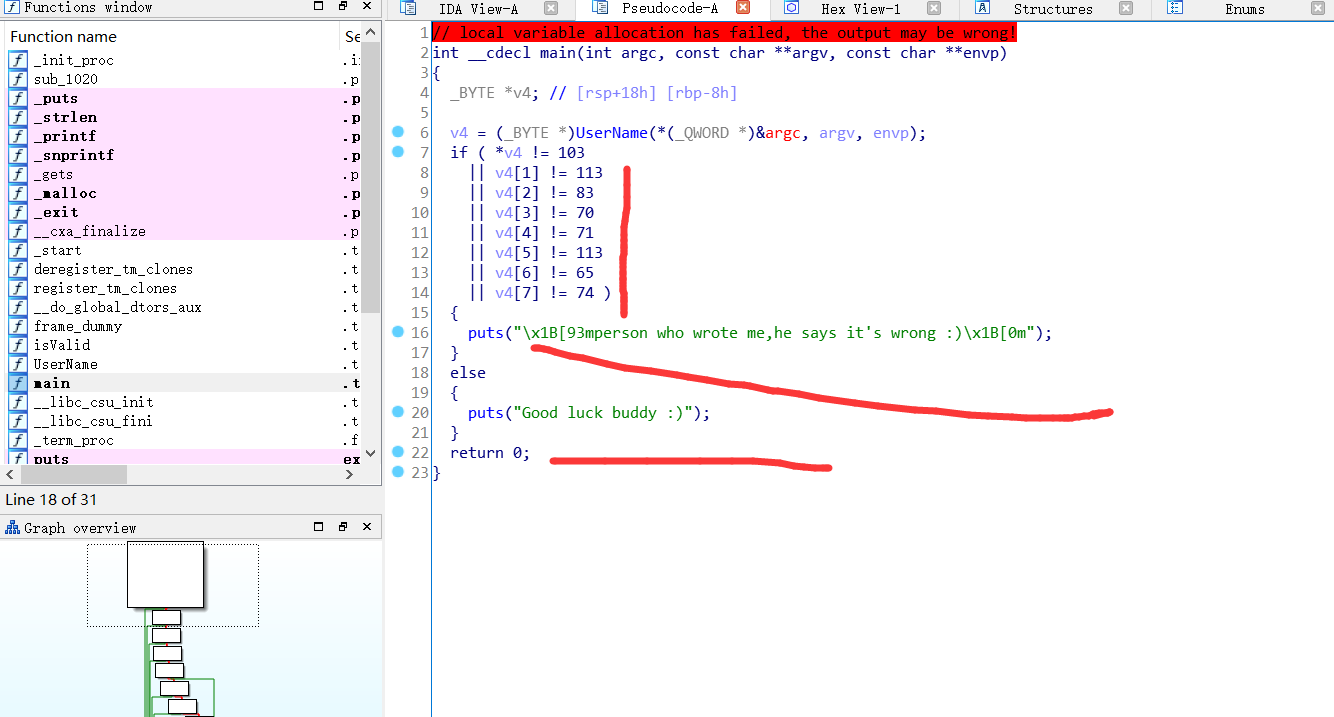 Functions window
Function name Se
f _init_proc .i
f sub_1020 .p
f _puts .p
f _strlen .p
f _printf .p
f _snprintf .p
f _gets .p
f _malloc .p
f _exit .p
f __cxa_finalize .p
f _start .t
f deregister_tm_clones .t
f register_tm_clones .t
f __do_global_dtors_aux .t
f frame_dummy .t
f isValid .t
f UserName .t
f main .t
f __libc_csu_init .t
f __libc_csu_fini .t
f _term_proc .f
f puts ex
Line 18 of 31
Graph overview
IDA View-A Pseudocode-A Hex View-1 Structures Enums
1 // local variable allocation has failed, the output may be wrong!
2 int __cdecl main(int argc, const char **argv, const char **envp)
3 {
4 _BYTE *v4; // [rsp+18h] [rbp-8h]
5
6 v4 = (_BYTE *)UserName(*(_QWORD *)&argc, argv, envp);
7 if ( *v4 != 103
8 || v4[1] != 113
9 || v4[2] != 83
10 || v4[3] != 70
11 || v4[4] != 71
12 || v4[5] != 113
13 || v4[6] != 65
14 || v4[7] != 74 )
15 {
16 puts("\x1B[93mperson who wrote me,he says it's wrong :)\x1B[0m");
17 }
18 else
19 {
20 puts("Good luck buddy :)");
21 }
22 return 0;
23 }